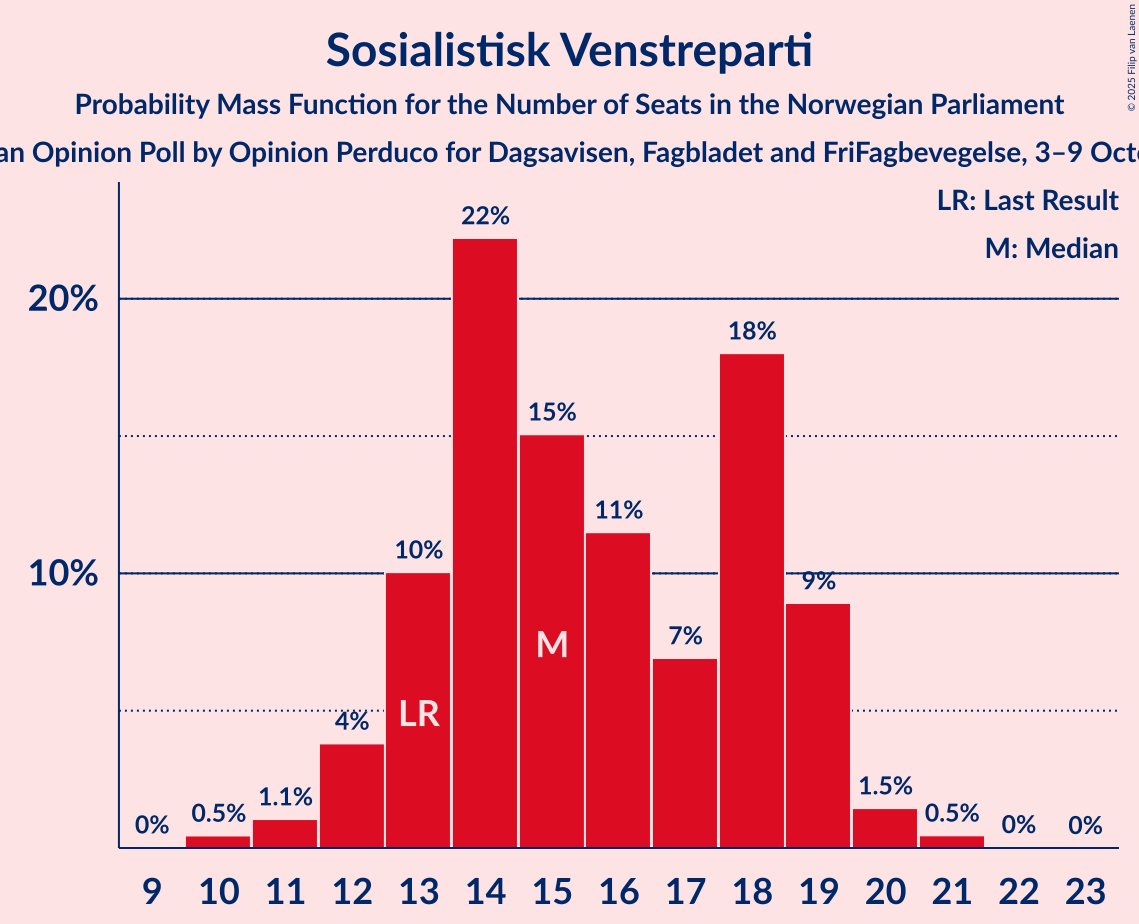 © 2025 Filip van Laenen
Sosialistisk Venstreparti
Probability Mass Function for the Number of Seats in the Norwegian Parliament
an Opinion Poll by Opinion Perduco for Dagsavisen, Fagbladet and FriFagbevegelse, 3–9 Octo
LR: Last Result
M: Median
20%
10%
0% 0.5% 1.1% 4% 10% 22% 15% 11% 7% 18% 9% 1.5% 0.5% 0% 0%
LR M
9 10 11 12 13 14 15 16 17 18 19 20 21 22 23